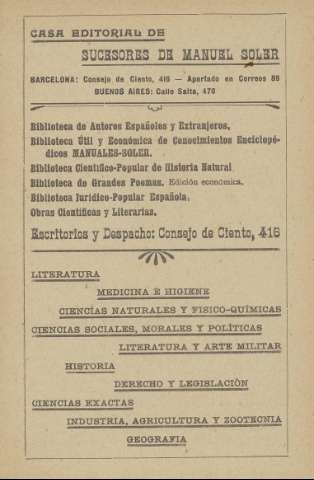 CASA EDITORIAL DE
SUCESORES DE MANUEL SOLER
BARCELONA: Consejo de Ciento, 416 — Apartado en Correos 86
BUENOS AIRES: Calle Salta, 470
Biblioteca de Autores Españoles y Extranjeros.
Biblioteca Útil y Económica de Conocimientos Enciclopé-
dicos MANUALES-SOLER.
Biblioteca Científico-Popular de Historia Natural
Biblioteca de Grandes Poemas. Edición económica.
Biblioteca Jurídico-Popular Española,
Obras Científicas y Literarias.
Escritorios y Despacho: Consejo de Ciento, 416
LITERATURA
MEDICINA É HIGIENE
CIENCIAS NATURALES Y FISICO-QUÍMICAS
CIENCIAS SOCIALES, MORALES Y POLÍTICAS
LITERATURA Y ARTE MILITAR
HISTORIA
DERECHO Y LEGISLACIÓN
CIENCIAS EXACTAS
INDUSTRIA, AGRICULTURA Y ZOOTECNIA
GEOGRAFIA